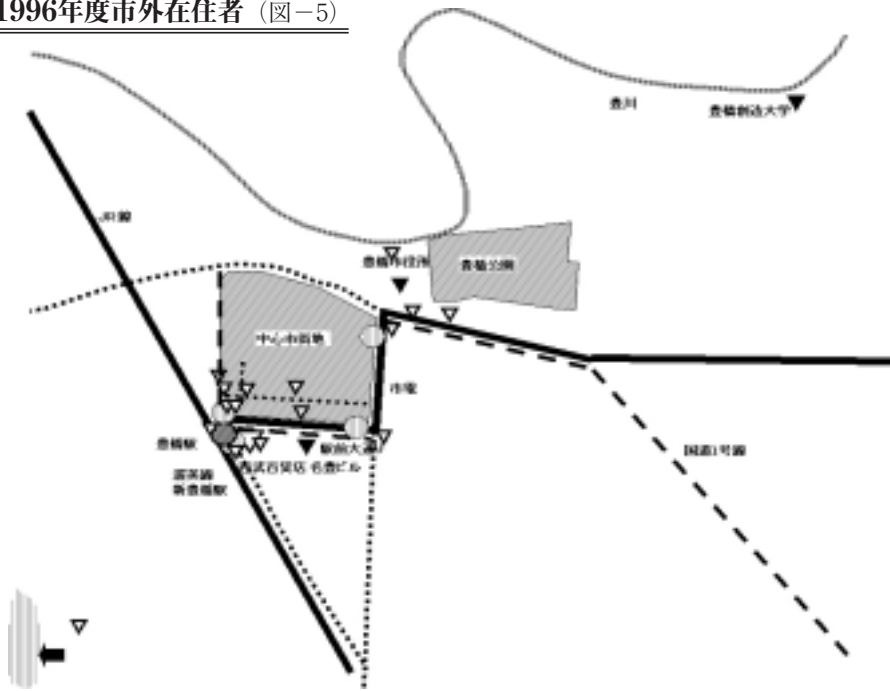 1996年度市外在住者（図−5）
豊川
豊橋創造大学
JR線
豊橋市役所
豊橋公園
中心市街地
市電
豊橋駅
駅前大通
西武百貨店 名豊ビル
国道1号線
渥美線
新豊橋駅